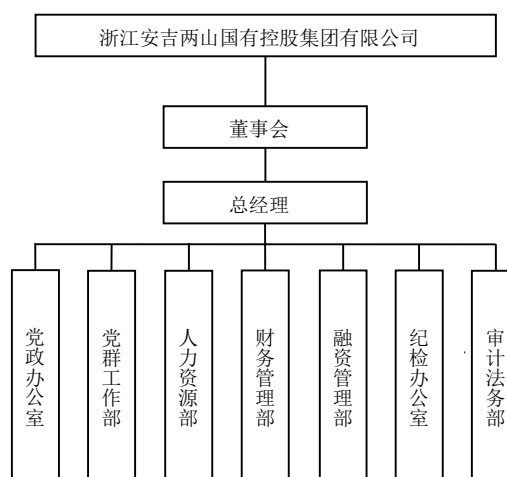 浙江安吉两山国有控股集团有限公司
董事会
总经理
党政办公室
党群工作部
人力资源部
财务管理部
融资管理部
纪检办公室
审计法务部